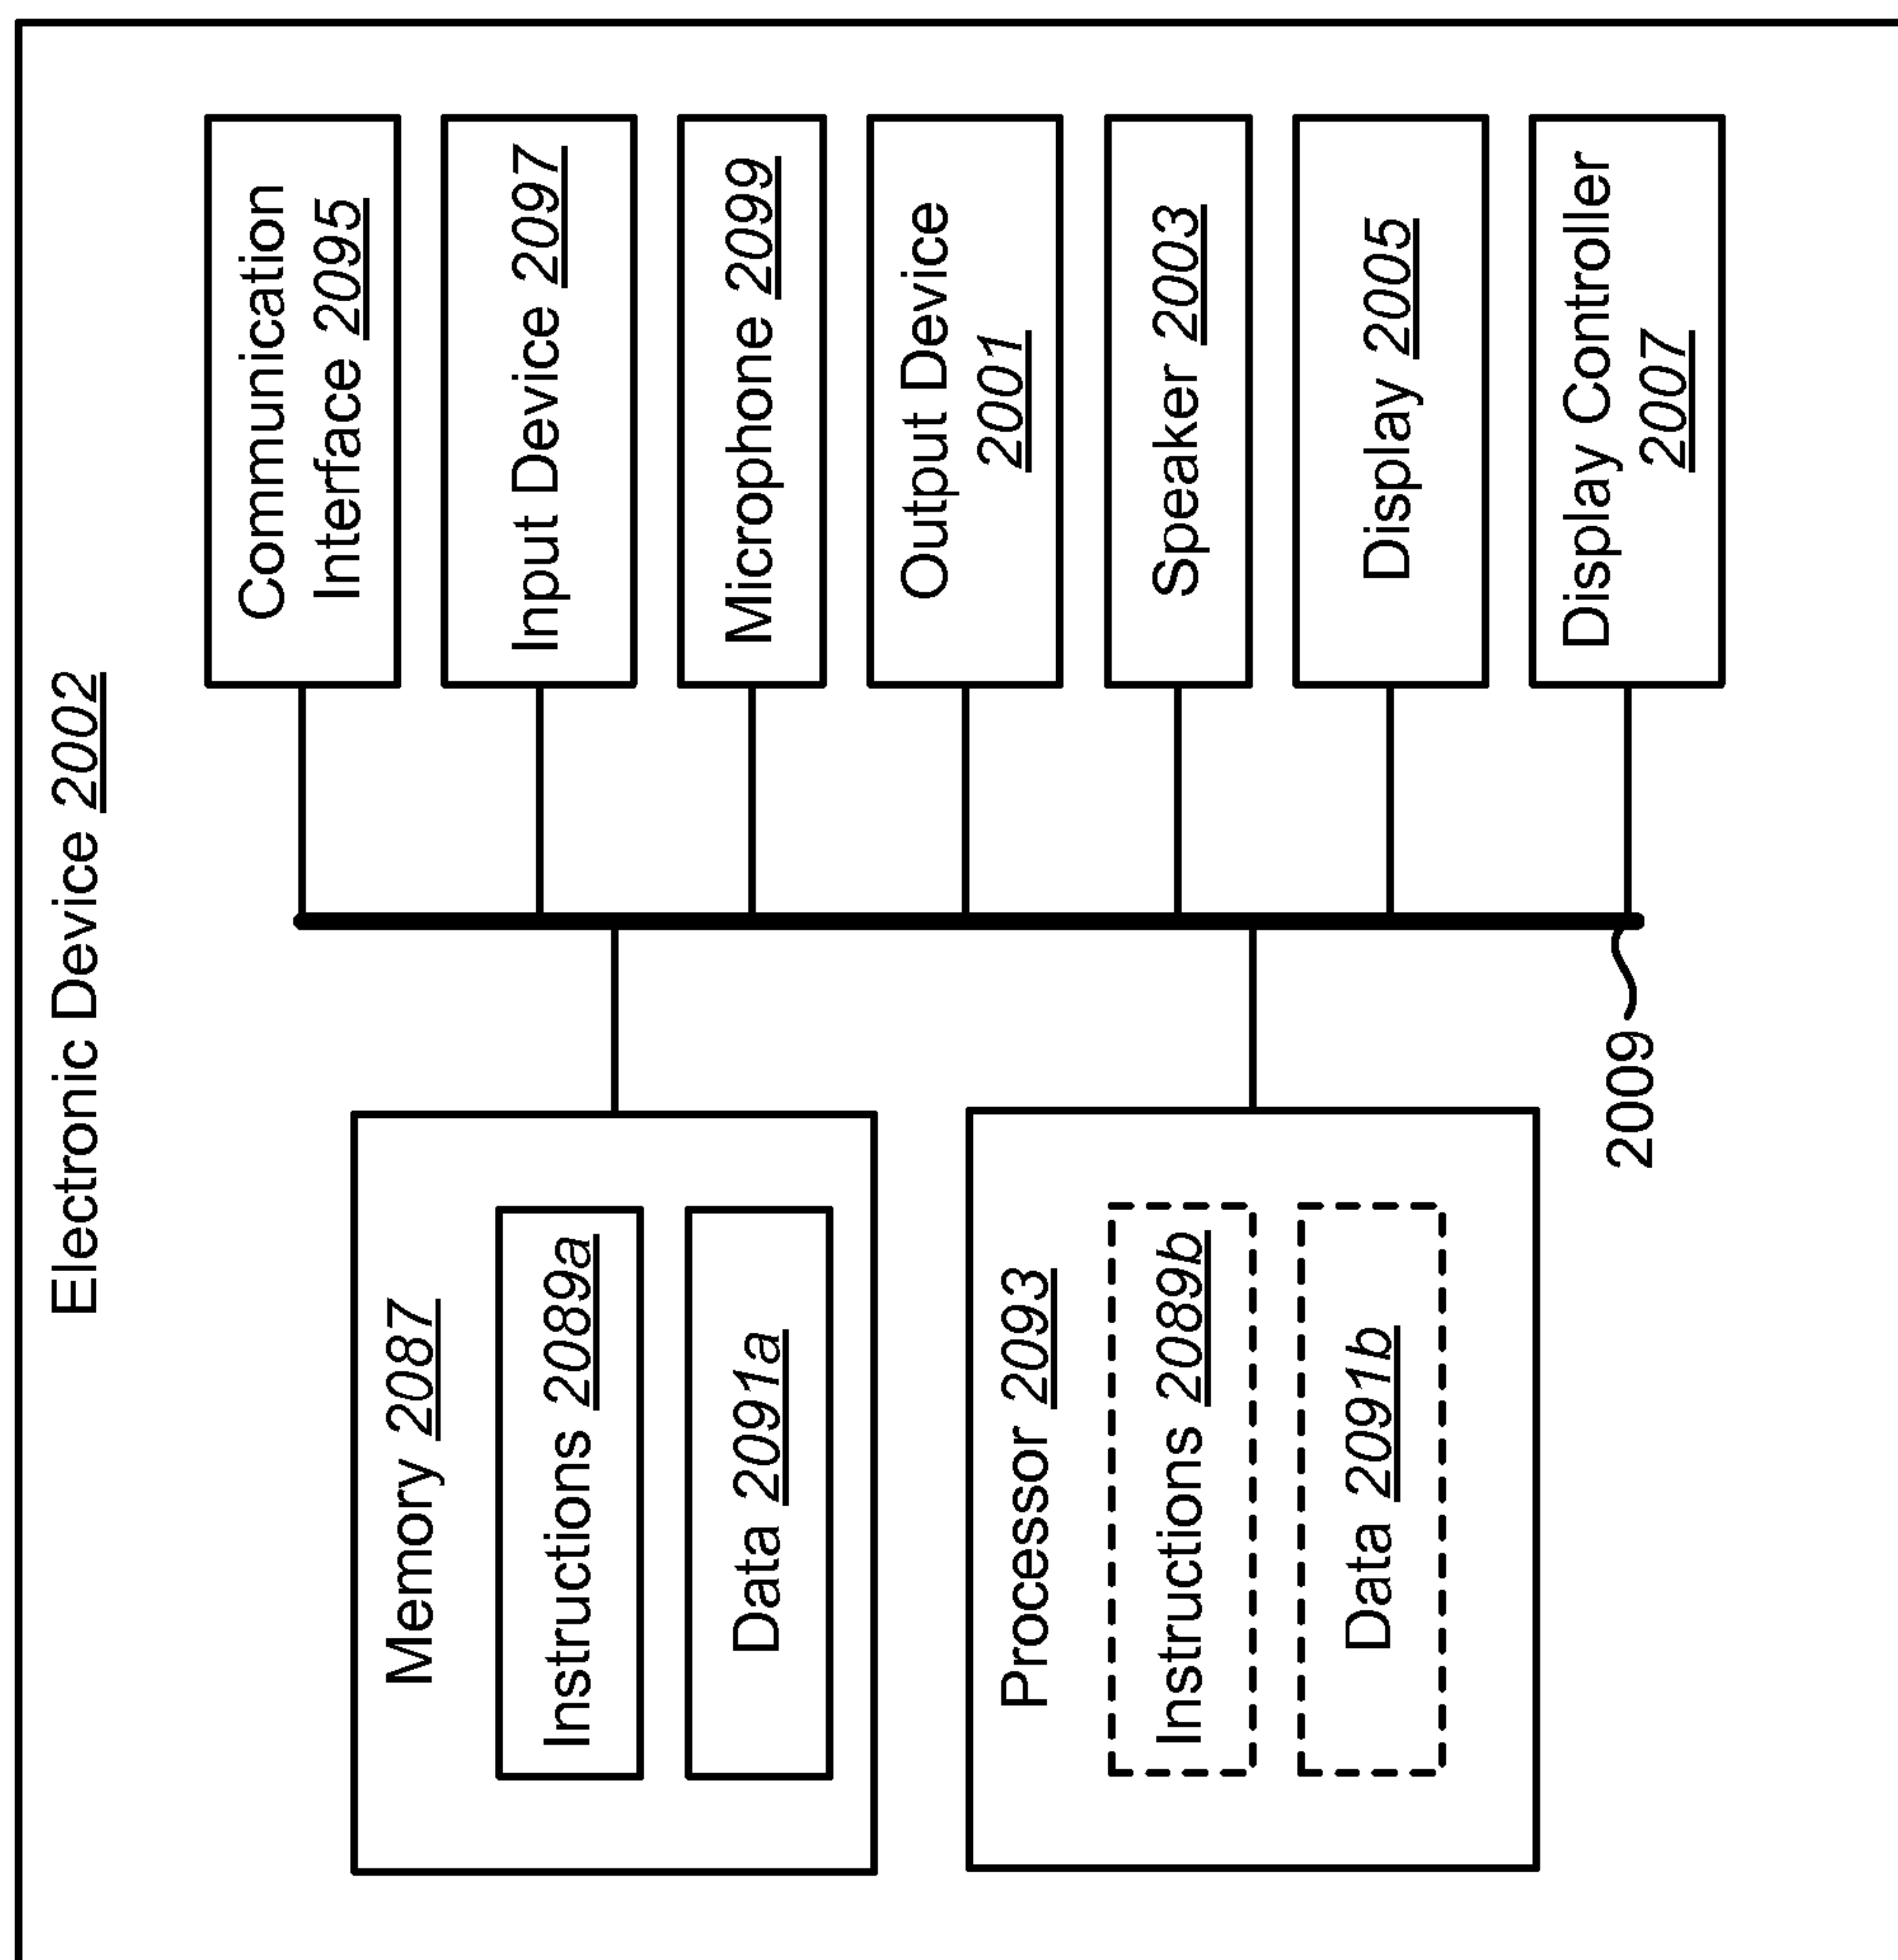 Electronic Device 2002
Memory 2087
Instructions 2089a
Data 2091a
Processor 2093
Instructions 2089b
Data 2091b
2009
Communication
Interface 2095
Input Device 2097
Microphone 2099
Output Device
2001
Speaker 2003
Display 2005
Display Controller
2007